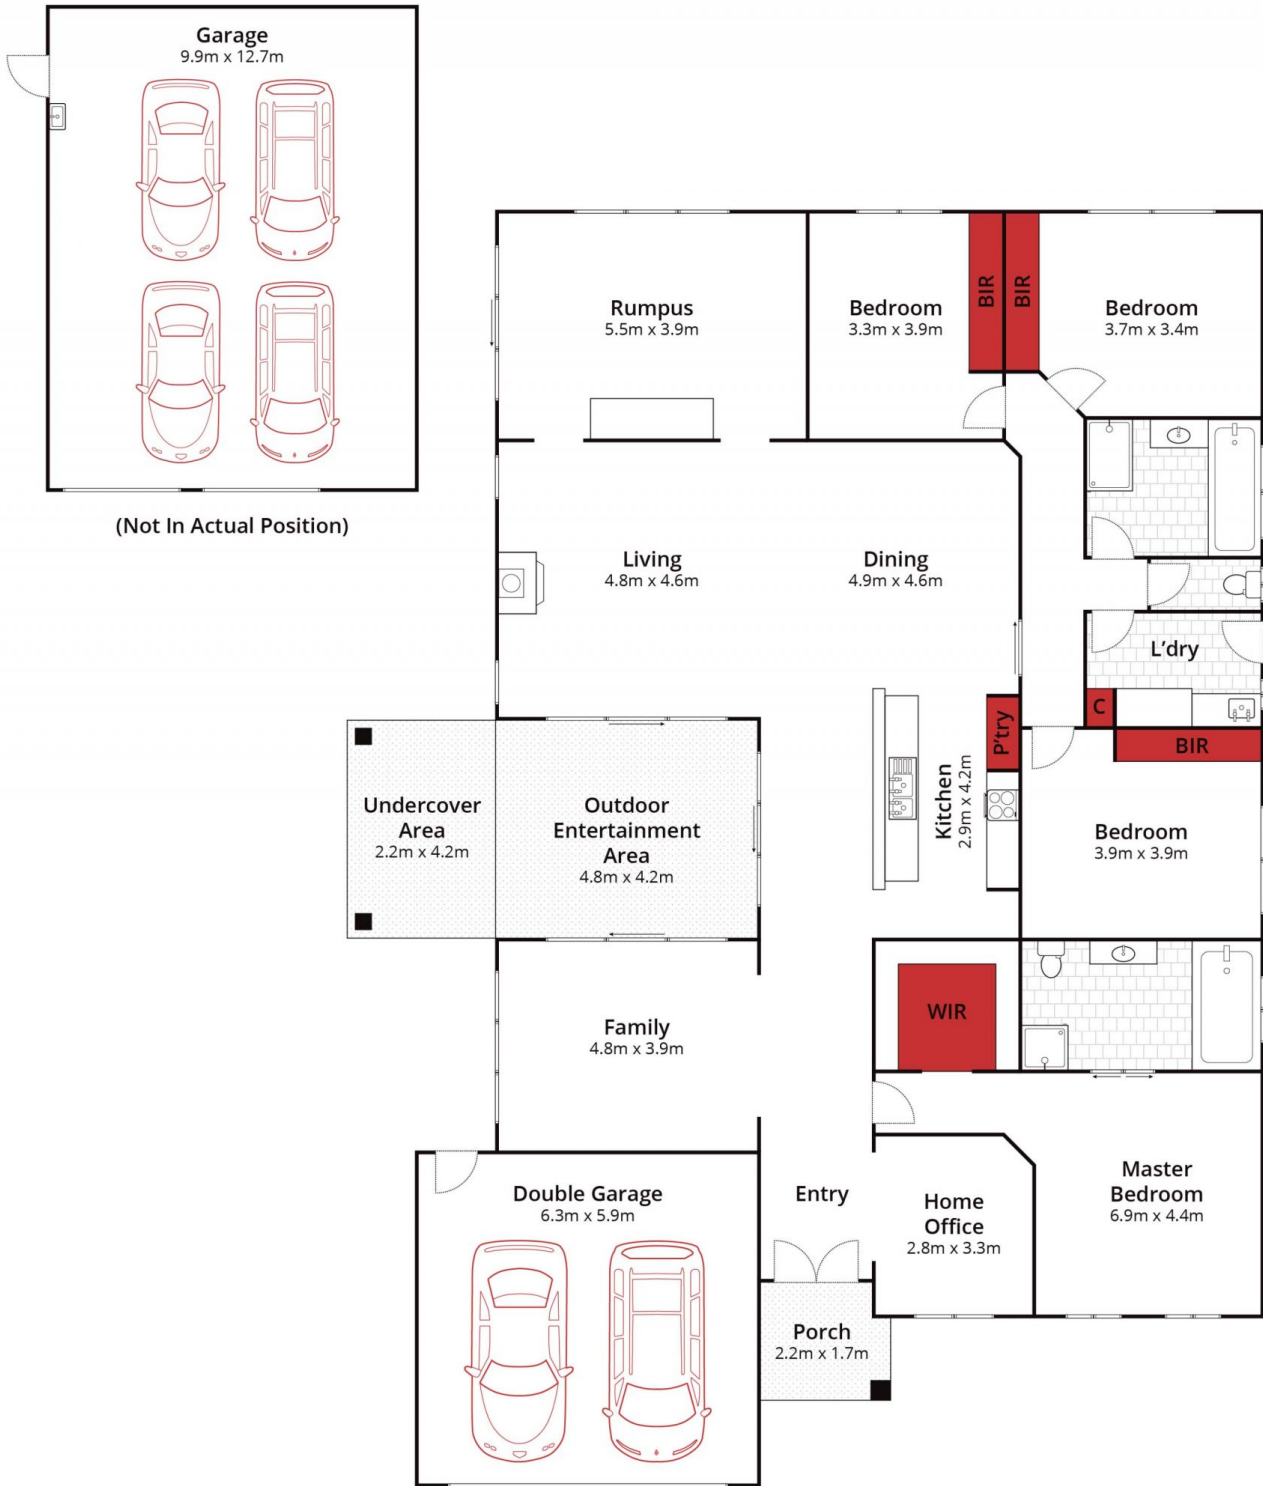 Garage
9.9m x 12.7m
(Not In Actual Position)
Rumpus
5.5m x 3.9m
Bedroom
3.3m x 3.9m
BIR
BIR
Bedroom
3.7m x 3.4m
Living
4.8m x 4.6m
Dining
4.9m x 4.6m
L'dry
C
P'try
BIR
Kitchen
2.9m x 4.2m
Undercover
Area
2.2m x 4.2m
Outdoor
Entertainment
Area
4.8m x 4.2m
Bedroom
3.9m x 3.9m
Family
4.8m x 3.9m
WIR
Double Garage
6.3m x 5.9m
Entry
Home
Office
2.8m x 3.3m
Master
Bedroom
6.9m x 4.4m
Porch
2.2m x 1.7m